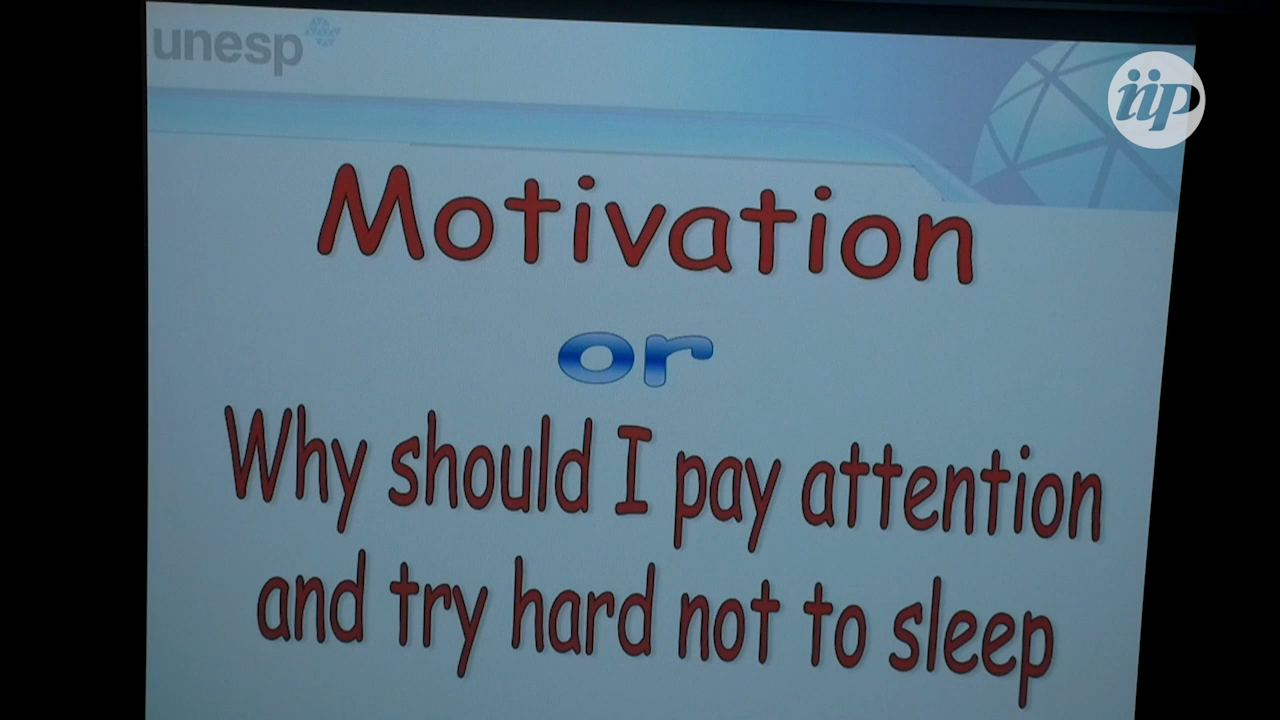 unesp
iip
Motivation
or
Why should I pay attention
and try hard not to sleep